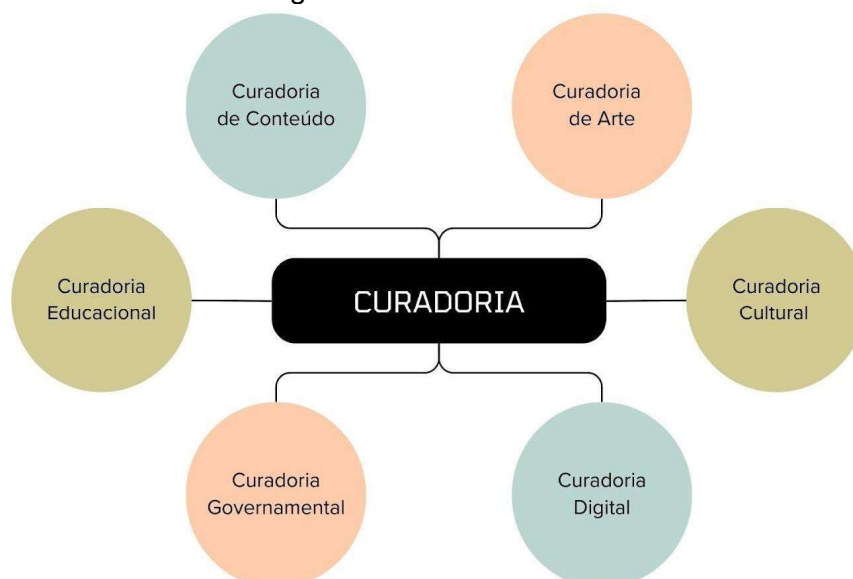 Curadoria
de Conteúdo
Curadoria
de Arte
Curadoria
Educacional
CURADORIA
Curadoria
Cultural
Curadoria
Governamental
Curadoria
Digital